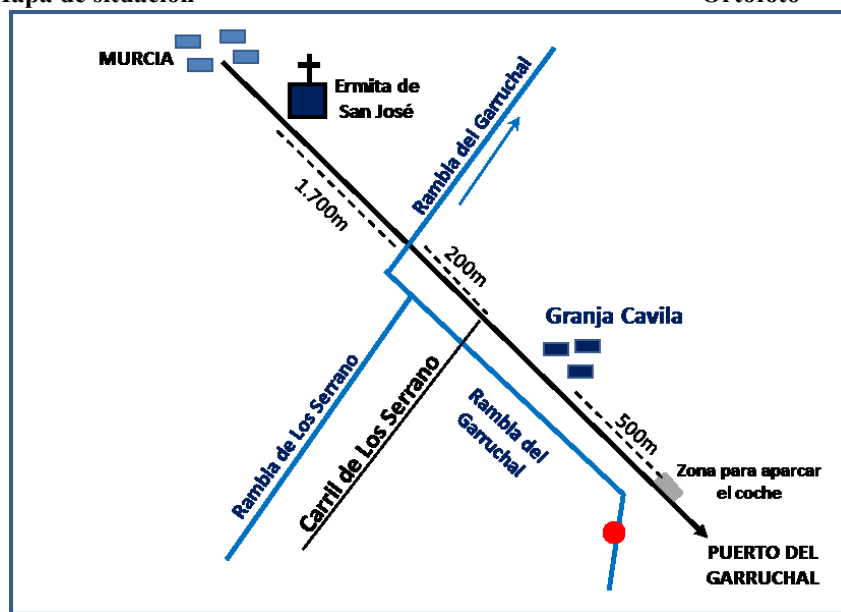 Mapa de situación
Ortofoto
MURCIA
Ermita de
San José
Rambla del Garruchal
1.700m
200m
Granja Cavila
Rambla de Los Serrano
Carril de Los Serrano
Rambla del
Garruchal
500m
Zona para aparcar
el coche
PUERTO DEL
GARRUCHAL